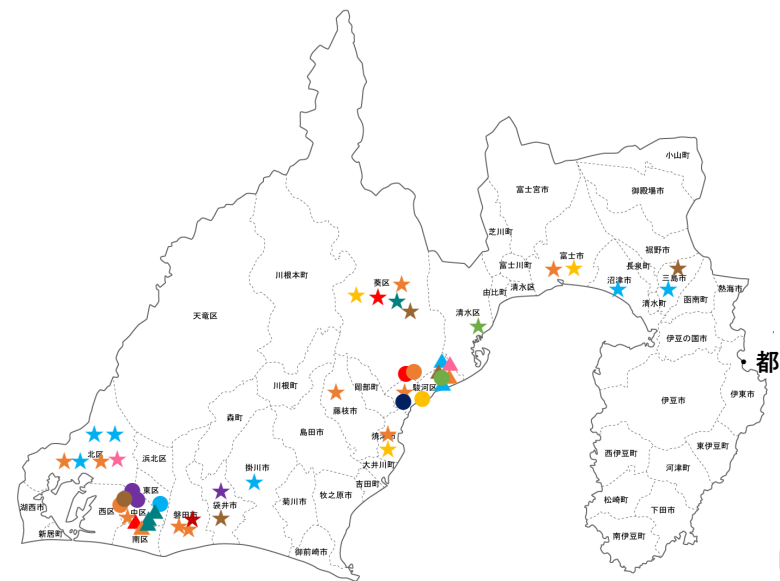 小山町
富士宮市
御殿場市
芝川町
裾野市
富士市
富士川町
長泉町
川根本町
葵区
沼津市
三島市
清水区
由比町
熱海市
函南町
清水町
天竜区
清水区
伊豆の国市
都
川根町
岡部町
駿河区
伊豆市
伊東市
藤枝市
森町
島田市
焼津市
東伊豆町
西伊豆町
北区
浜北区
掛川市
大井川町
河津町
吉田町
東区
牧之原市
菊川市
松崎町
湖西市
西区
中区
袋井市
磐田市
下田市
新居町
南区
南伊豆町
御前崎市